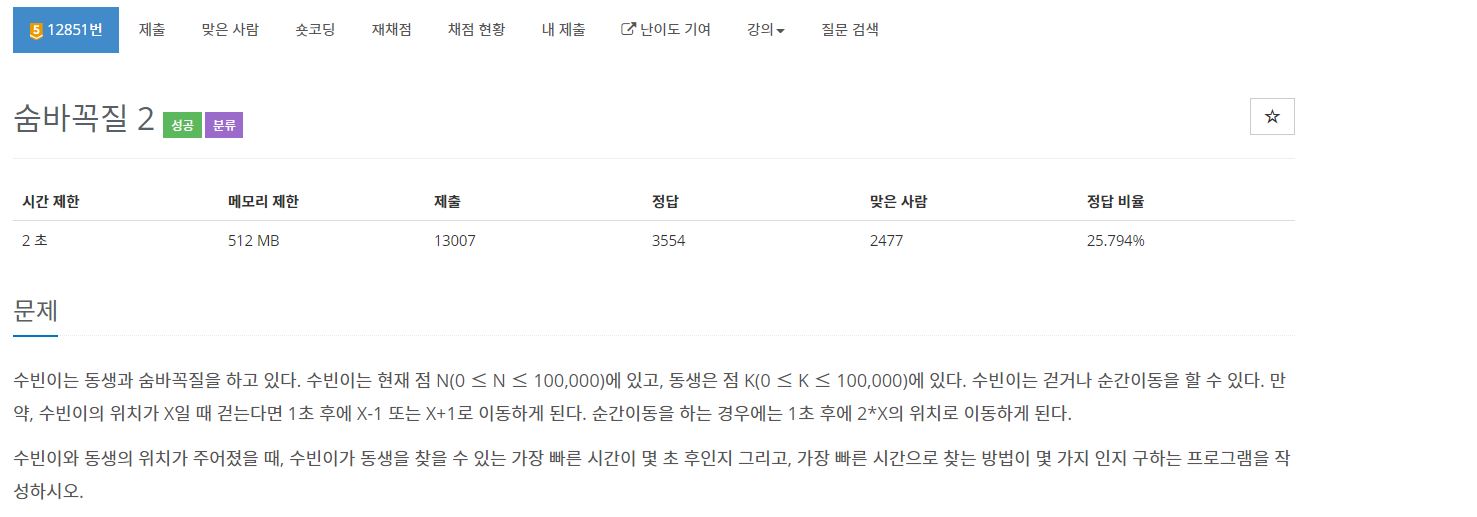 5 12851번 제출 맞은 사람 숏코딩 재채점 채점 현황 내 제출 난이도 기여 강의 질문 검색
숨바꼭질 2 성공 분류
시간 제한 메모리 제한 제출 정답 맞은 사람 정답 비율
2 초 512 MB 13007 3554 2477 25.794%
문제
수빈이는 동생과 숨바꼭질을 하고 있다. 수빈이는 현재 점 N(0 ≤ N ≤ 100,000)에 있고, 동생은 점 K(0 ≤ K ≤ 100,000)에 있다. 수빈이는 걷거나 순간이동을 할 수 있다. 만
약, 수빈이의 위치가 X일 때 걷는다면 1초 후에 X-1 또는 X+1로 이동하게 된다. 순간이동을 하는 경우에는 1초 후에 2*X의 위치로 이동하게 된다.
수빈이와 동생의 위치가 주어졌을 때, 수빈이가 동생을 찾을 수 있는 가장 빠른 시간이 몇 초 후인지 그리고, 가장 빠른 시간으로 찾는 방법이 몇 가지 인지 구하는 프로그램을 작
성하시오.